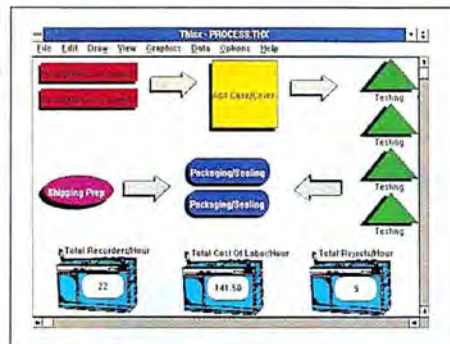 Thinx - PROCESS.THX
File Edit Draw View Graphics Data Options Help
Add Case/Cover
Testing
Testing
Testing
Testing
Packaging/Sealing
Packaging/Sealing
Shipping Prep
Total Recorders/Hour
Total Cost Of Labor/Hour
Total Rejects/Hour
22
141.50
9